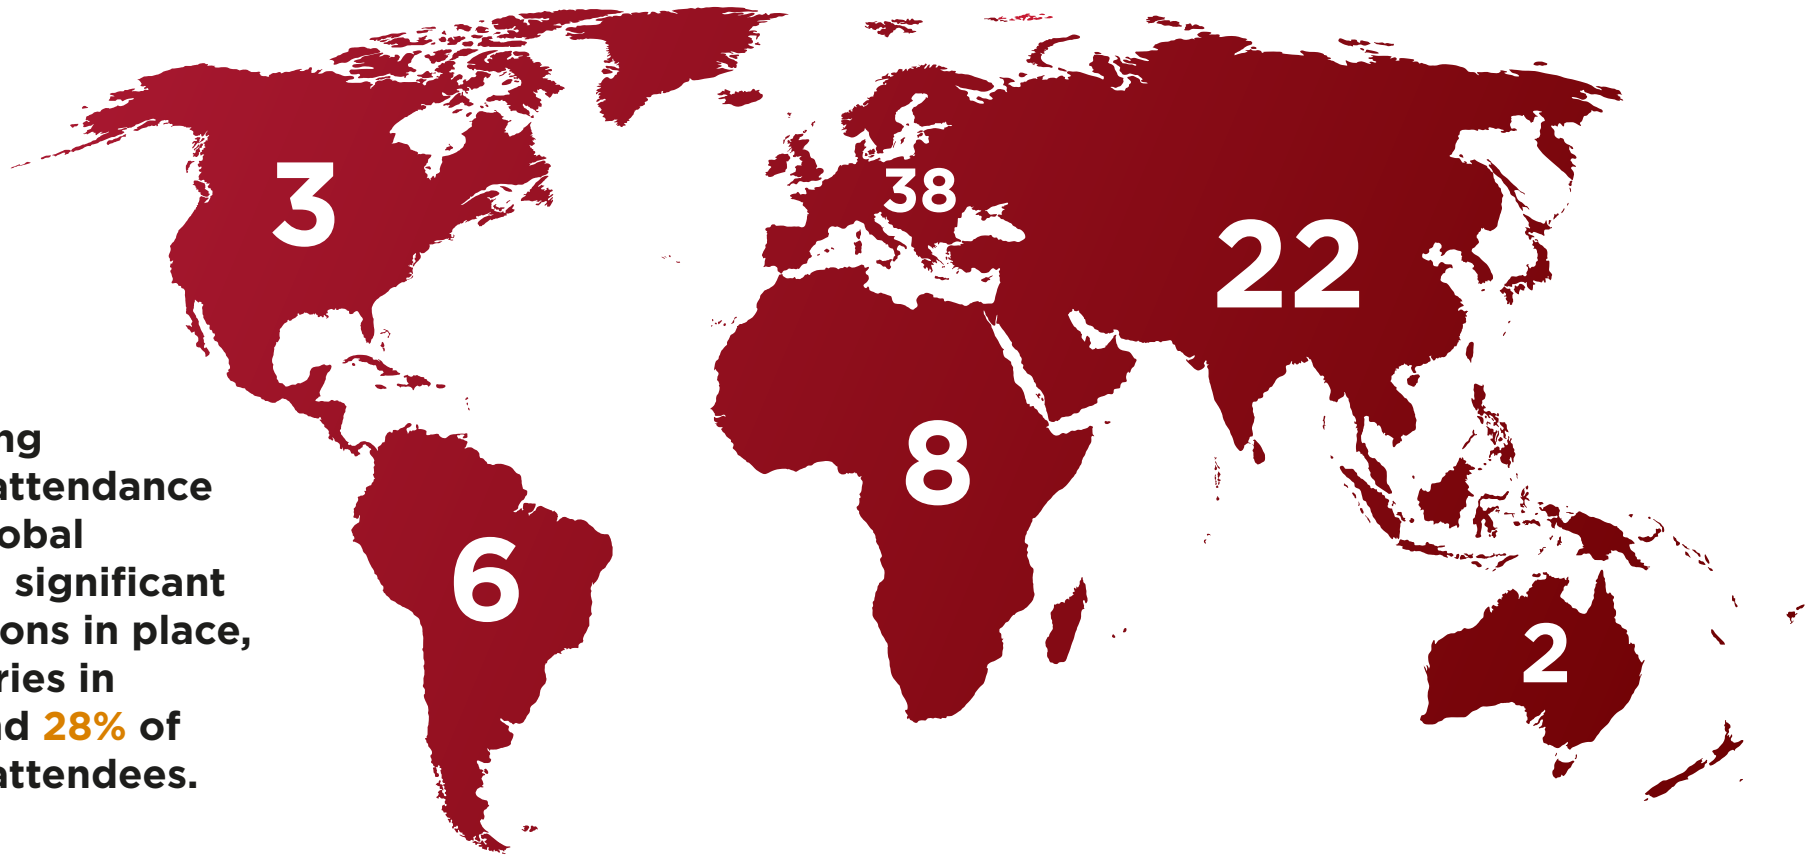 3
38
22
8
6
2
ng
attendance
obal
significant
ons in place,
ries in
d 28% of
attendees.